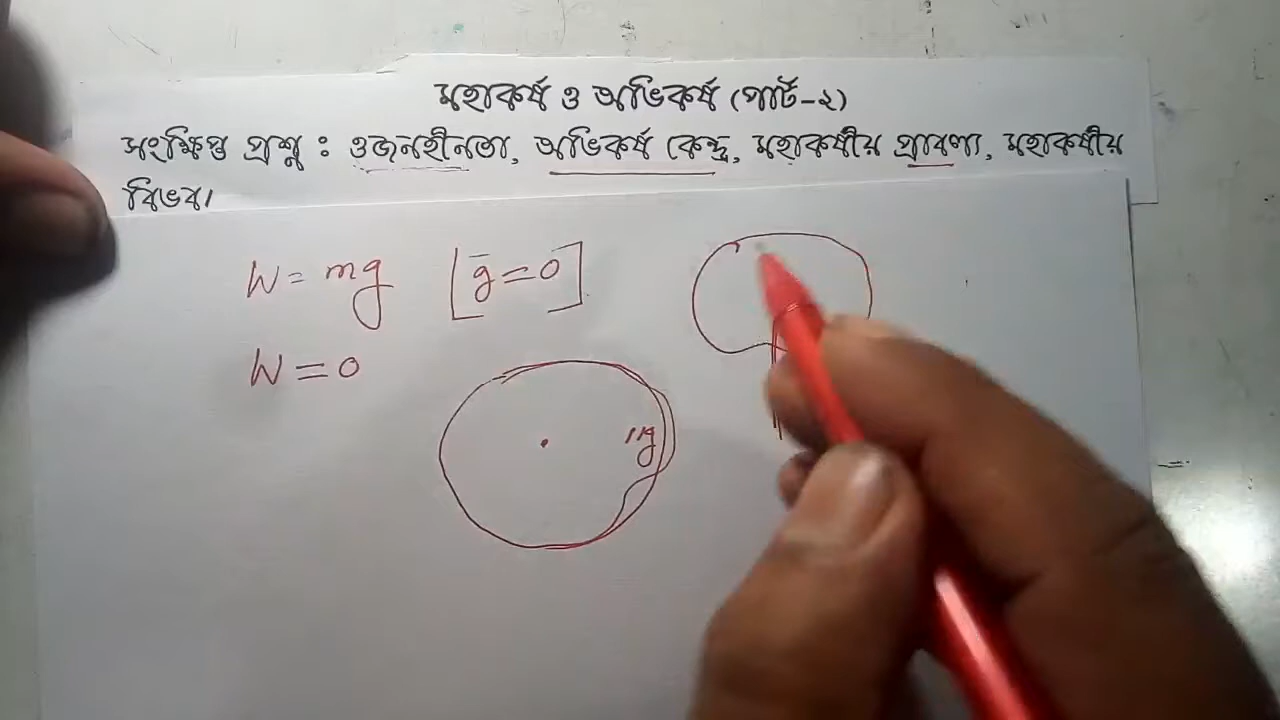 মহাকর্ষ ও অভিকর্ষ (পার্ট-২)
সংক্ষিপ্ত প্রশ্ন : ওজনহীনতা, অভিকর্ষ কেন্দ্র, মহাকর্ষীয় প্রাবল্য, মহাকর্ষীয়
বিভব।
W = mg [g = 0]
W = 0